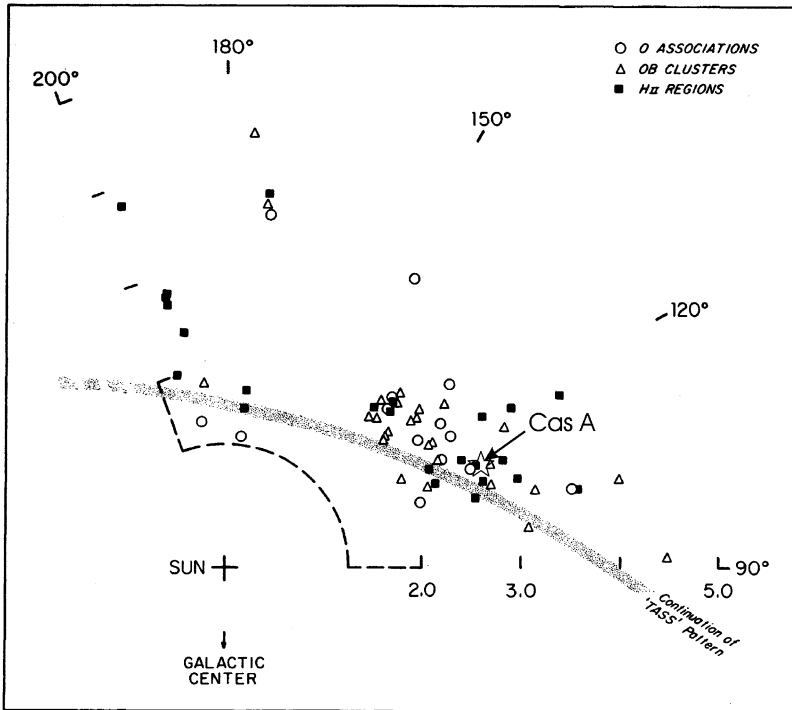 180°
200°
O ASSOCIATIONS
OB CLUSTERS
HII REGIONS
150°
120°
Cas A
SUN
2.0
3.0
5.0
90°
GALACTIC
CENTER
Continuation of
'TASS' Pattern